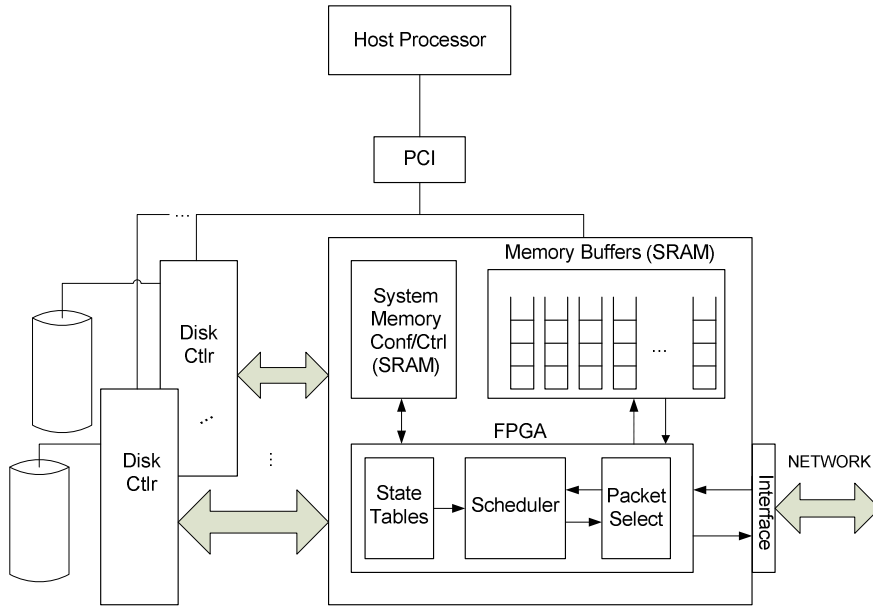 Host Processor
PCI
...
Memory Buffers (SRAM)
System
Memory
Conf/Ctrl
(SRAM)
...
Disk
Ctlr
...
FPGA
...
Disk
Ctlr
State
Tables
Scheduler
Packet
Select
Interface
NETWORK